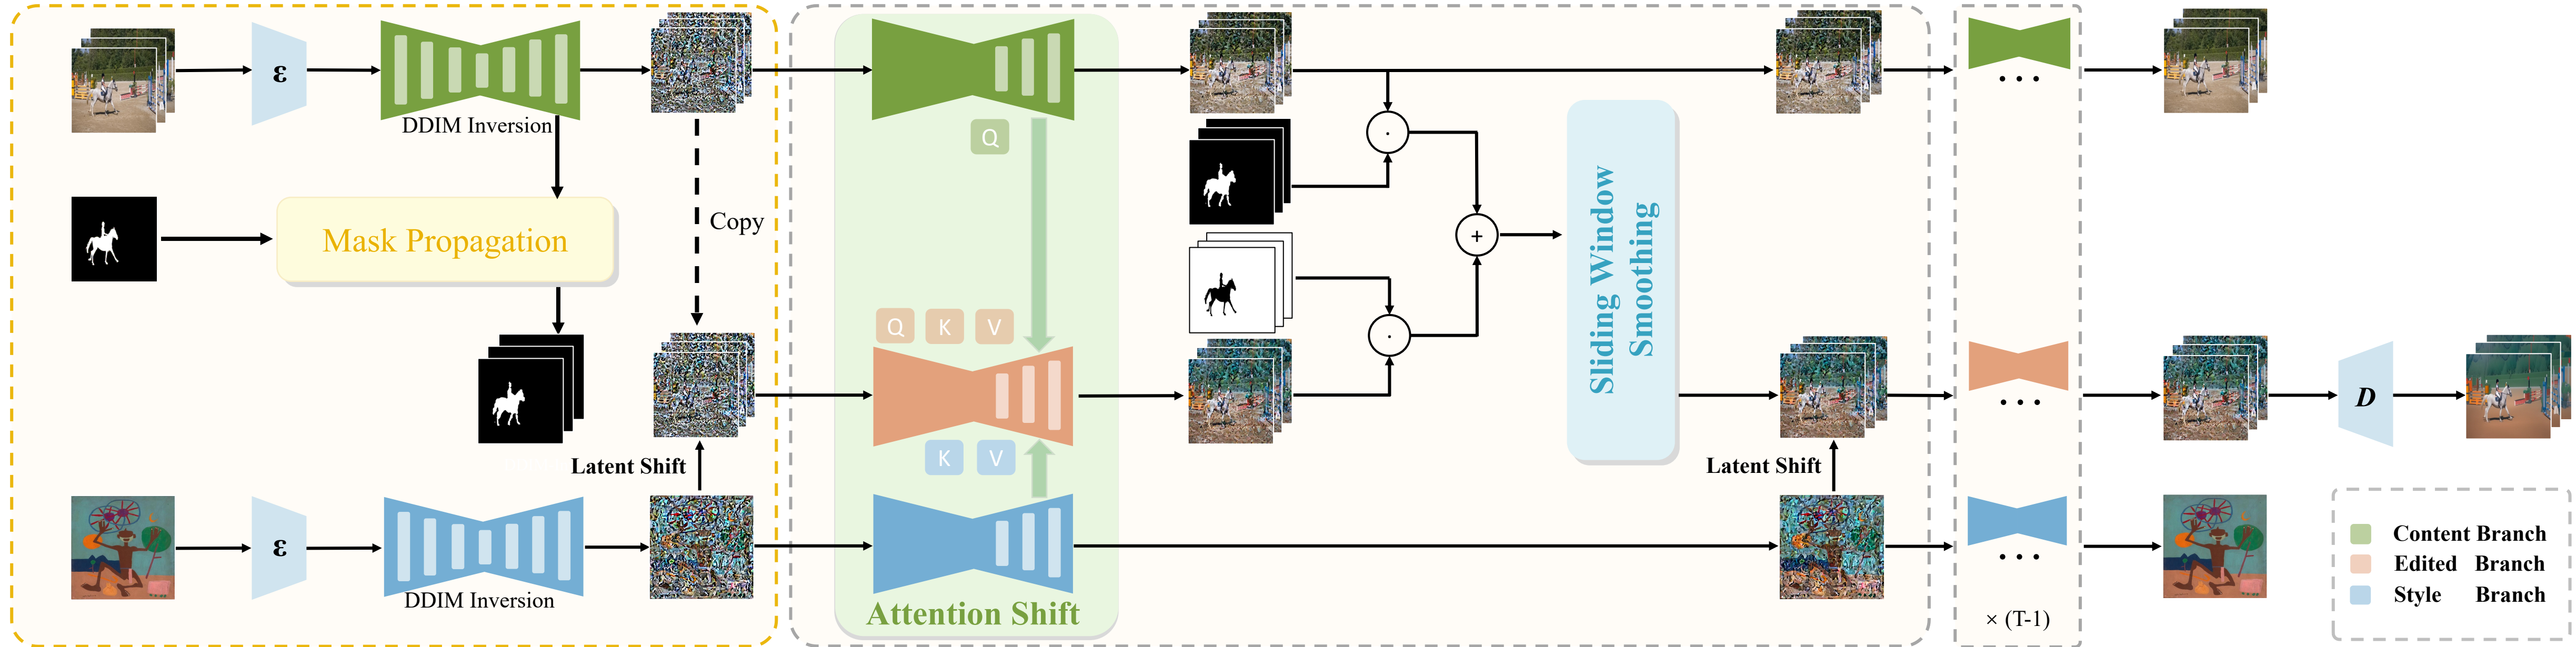 ε
DDIM Inversion
Mask Propagation
Copy
Latent Shift
ε
DDIM Inversion
Q
Q K V
K V
Attention Shift
·
+
·
Sliding Window
Smoothing
Latent Shift
...
...
...
× (T-1)
D
Content Branch
Edited Branch
Style Branch